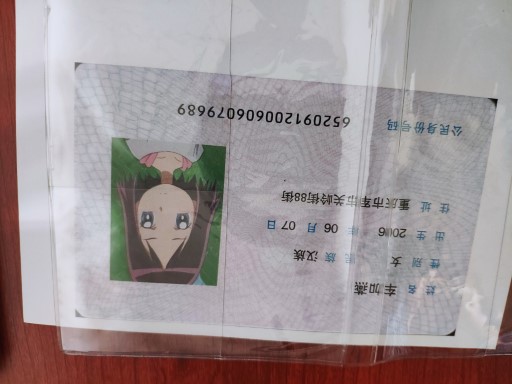 姓名 车加燕
性别 女 民族 汉族
出生 2006 年 06 月 07 日
住址 重庆市军市关岭街88街
公民身份号码 652091200606079689